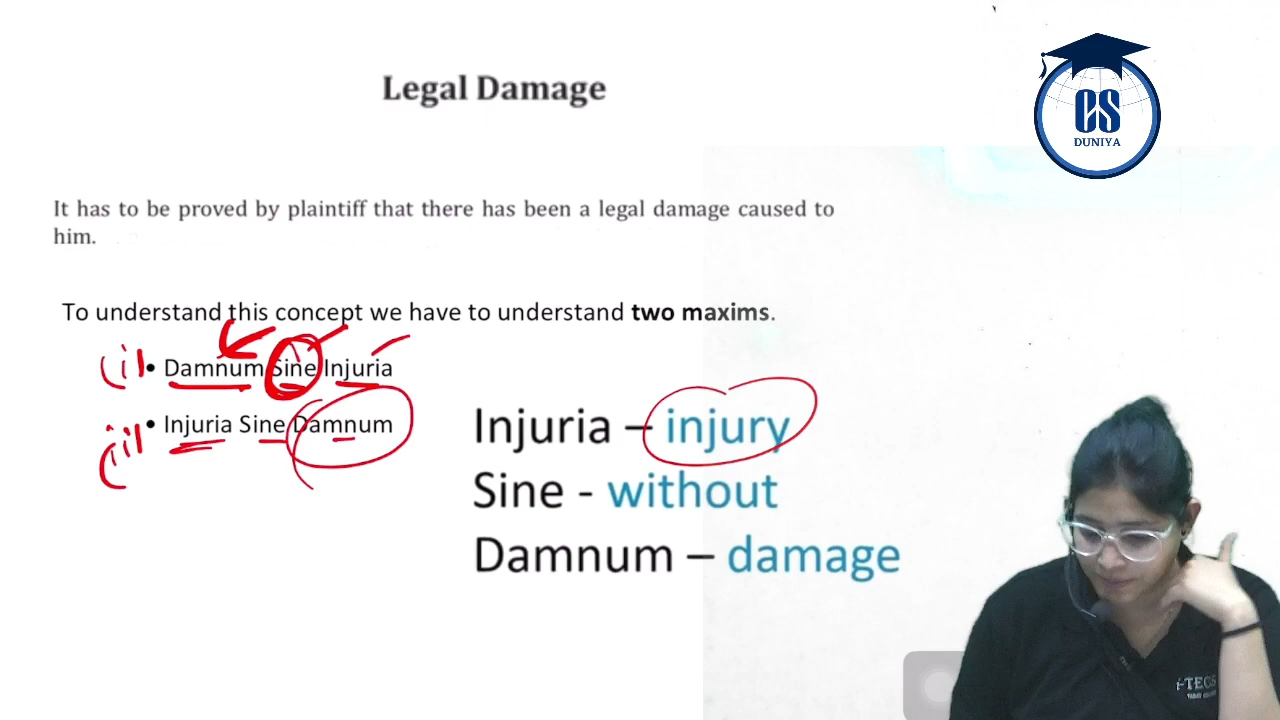 CS
DUNIYA
Legal Damage
It has to be proved by plaintiff that there has been a legal damage caused to
him.
To understand this concept we have to understand two maxims.
(i) • Damnum Sine Injuria
(ii) • Injuria Sine Damnum
Injuria – injury
Sine - without
Damnum – damage
i-TECS